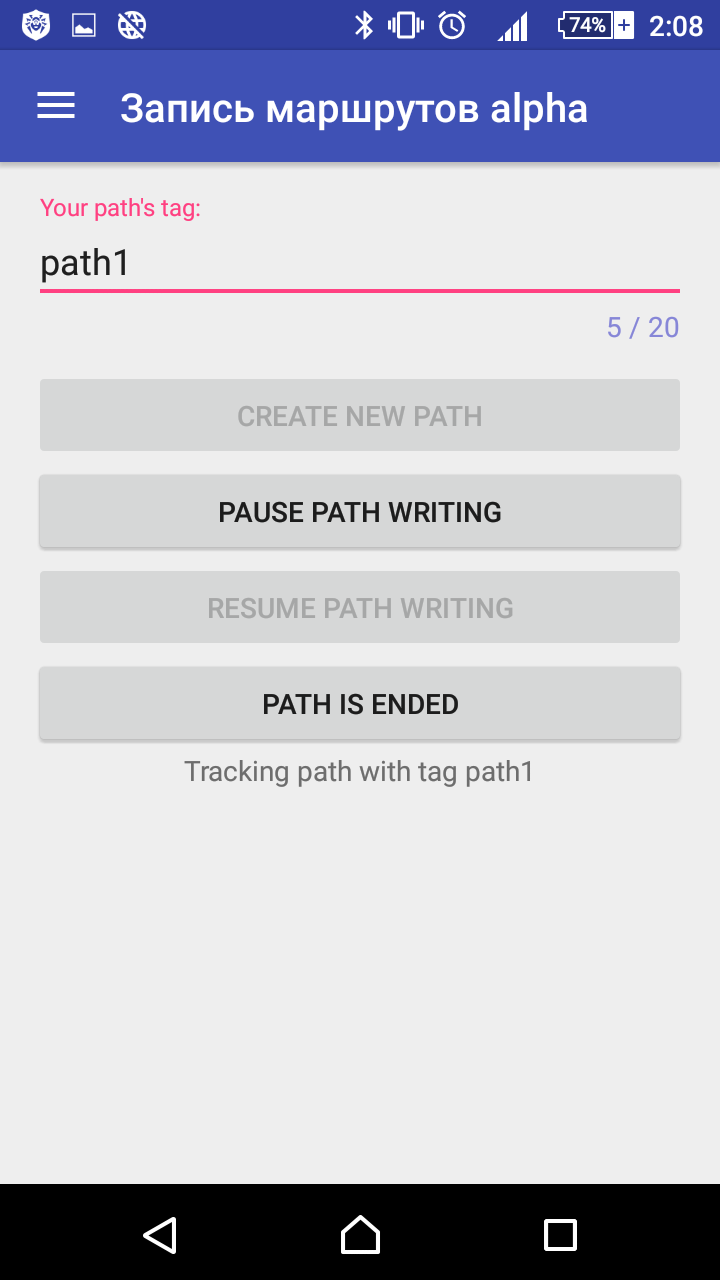 74% 2:08
Запись маршрутов alpha
Your path's tag:
path1
5 / 20
CREATE NEW PATH
PAUSE PATH WRITING
RESUME PATH WRITING
PATH IS ENDED
Tracking path with tag path1